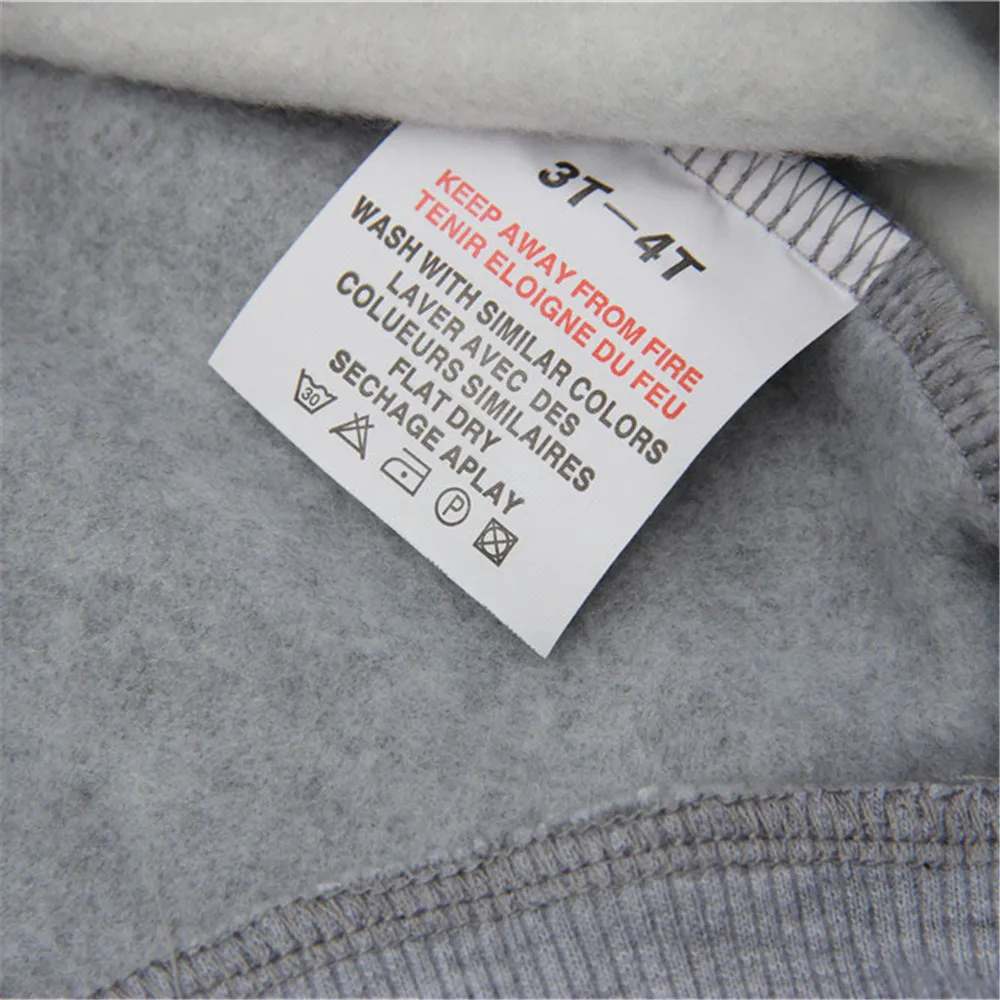 3T-4T
KEEP AWAY FROM FIRE
TENIR ELOIGNE DU FEU
WASH WITH SIMILAR COLORS
LAVER AVEC DES
COLUEURS SIMILAIRES
FLAT DRY
SECHAGE APLAY
30 P